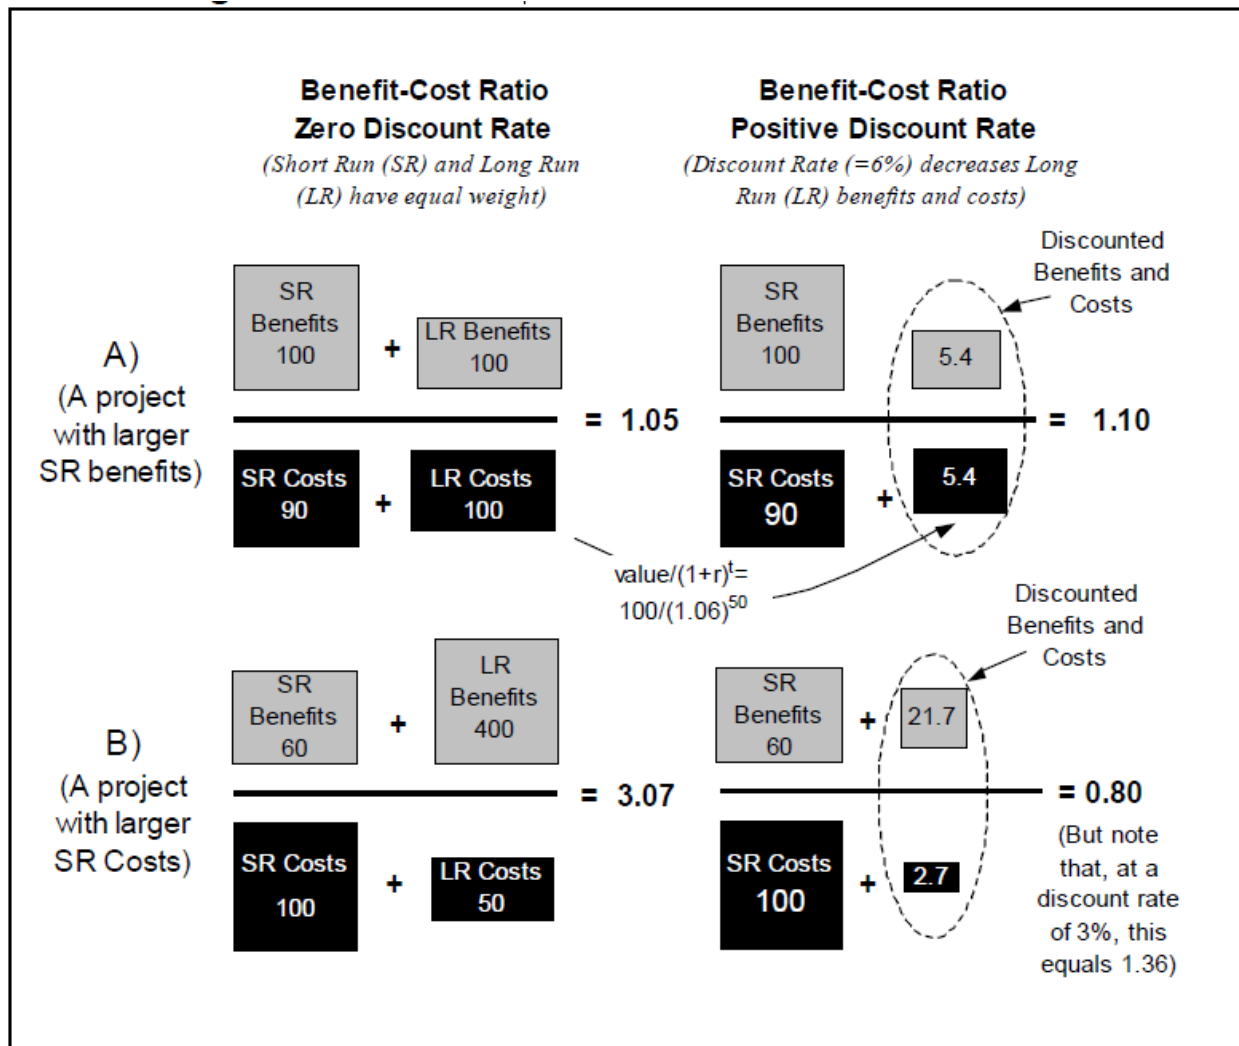 Benefit-Cost Ratio
Zero Discount Rate
(Short Run (SR) and Long Run
(LR) have equal weight)
Benefit-Cost Ratio
Positive Discount Rate
(Discount Rate (=6%) decreases Long
Run (LR) benefits and costs)
Discounted
Benefits and
Costs
A)
(A project
with larger
SR benefits)
SR
Benefits
100
+
LR Benefits
100
= 1.05
SR Costs
90
+
LR Costs
100
SR
Benefits
100
5.4
= 1.10
SR Costs
90
+
5.4
value/(1+r)^t=
100/(1.06)^50
Discounted
Benefits and
Costs
B)
(A project
with larger
SR Costs)
SR
Benefits
60
+
LR
Benefits
400
= 3.07
SR Costs
100
+
LR Costs
50
SR
Benefits
60
+
21.7
= 0.80
(But note
that, at a
discount rate
of 3%, this
equals 1.36)
SR Costs
100
+
2.7